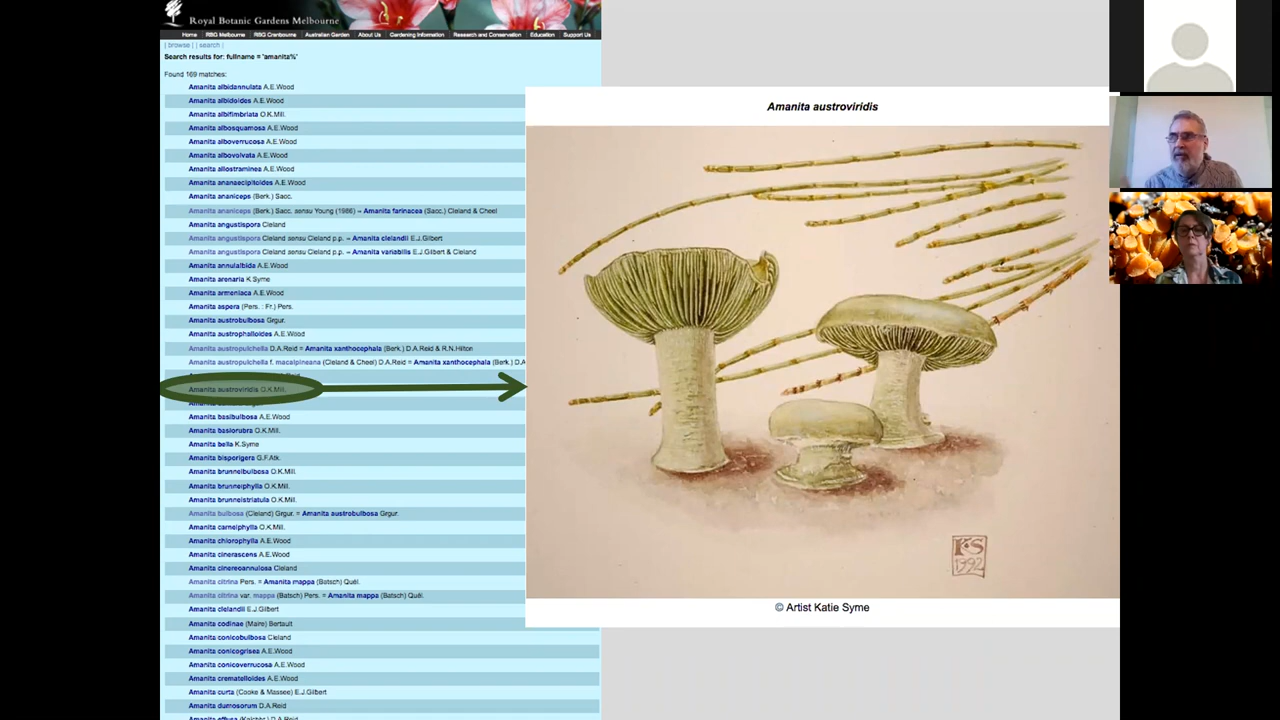 Royal Botanic Gardens Melbourne
Home RBG Melbourne RBG Cranbourne Australian Garden About Us Gardening Information Research and Conservation Education Support Us
| browse | | search |
Search results for: fullname = 'amanita%'
Found 169 matches:
Amanita albidannulata A.E.Wood
Amanita albidoides A.E.Wood
Amanita albifimbriata O.K.Mill.
Amanita albosquamosa A.E.Wood
Amanita alboverrucosa A.E.Wood
Amanita albovolvata A.E.Wood
Amanita allostraminea A.E.Wood
Amanita ananaecipitoides A.E.Wood
Amanita ananiceps (Berk.) Sacc.
Amanita ananiceps (Berk.) Sacc. sensu Young (1986) = Amanita farinacea (Sacc.) Cleland & Cheel
Amanita angustispora Cleland
Amanita angustispora Cleland sensu Cleland p.p. = Amanita clelandii E.J.Gilbert
Amanita angustispora Cleland sensu Cleland p.p. = Amanita variabilis E.J.Gilbert & Cleland
Amanita annulalbida A.E.Wood
Amanita arenaria K.Syme
Amanita armeniaca A.E.Wood
Amanita aspera (Pers. : Fr.) Pers.
Amanita austrobulbosa Grgur.
Amanita austrophalloides A.E.Wood
Amanita austropulchella D.A.Reid = Amanita xanthocephala (Berk.) D.A.Reid & R.N.Hilton
Amanita austropulchella f. macalpineana (Cleland & Cheel) D.A.Reid = Amanita xanthocephala (Berk.) D.A
Amanita austroviridis O.K.Mill.
Amanita basibulbosa A.E.Wood
Amanita basiorubra O.K.Mill.
Amanita bella K.Syme
Amanita bisporigera G.F.Atk.
Amanita brunneibulbosa O.K.Mill.
Amanita brunneiphylla O.K.Mill.
Amanita brunneistriatula O.K.Mill.
Amanita bulbosa (Cleland) Grgur. = Amanita austrobulbosa Grgur.
Amanita carneiphylla O.K.Mill.
Amanita chlorophylla A.E.Wood
Amanita cinerascens A.E.Wood
Amanita cinereoannulosa Cleland
Amanita citrina Pers. = Amanita mappa (Batsch) Quél.
Amanita citrina var. mappa (Batsch) Pers. = Amanita mappa (Batsch) Quél.
Amanita clelandii E.J.Gilbert
Amanita codinae (Maire) Bertault
Amanita conicobulbosa Cleland
Amanita conicogrisea A.E.Wood
Amanita conicoverrucosa A.E.Wood
Amanita crematelloides A.E.Wood
Amanita curta (Cooke & Massee) E.J.Gilbert
Amanita dumosorum D.A.Reid
Amanita effusa (Kalchbr.) D.A.Reid
Amanita austroviridis
KS
1992
© Artist Katie Syme